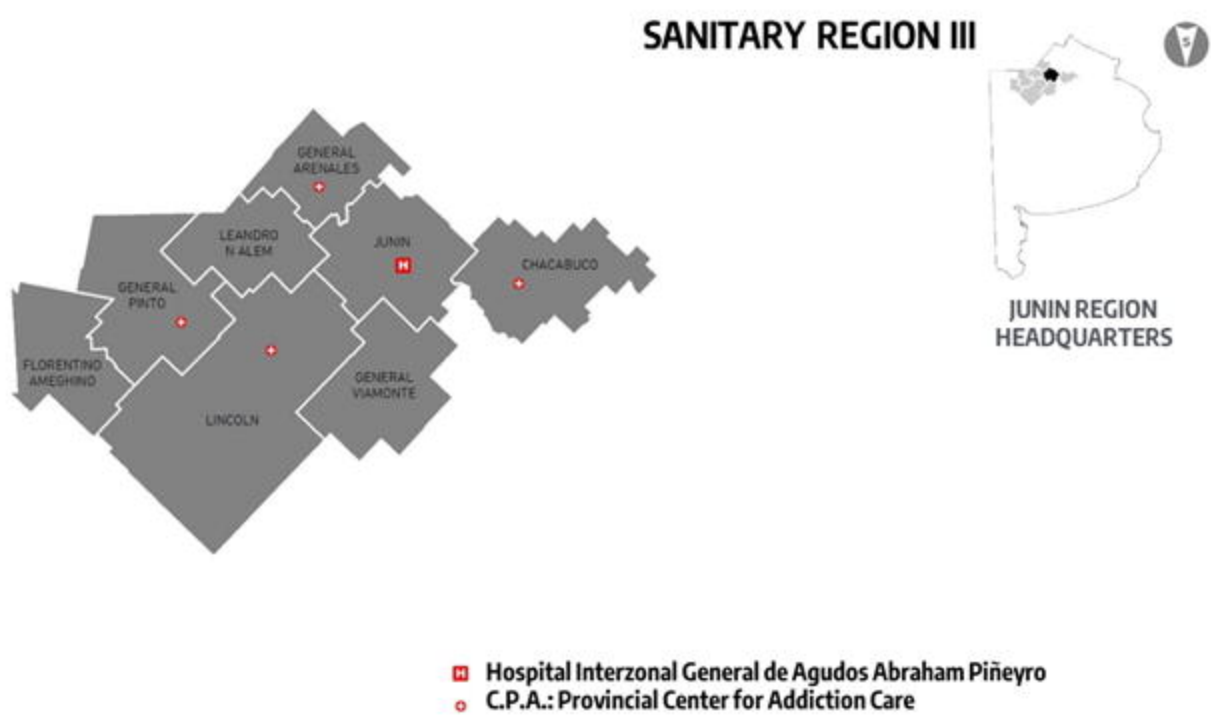 SANITARY REGION III
S
GENERAL
ARENALES
LEANDRO
N ALEM
JUNIN
H
CHACABUCO
GENERAL
PINTO
FLORENTINO
AMEGHINO
GENERAL
VIAMONTE
LINCOLN
JUNIN REGION
HEADQUARTERS
H Hospital Interzonal General de Agudos Abraham Piñeyro
C.P.A.: Provincial Center for Addiction Care